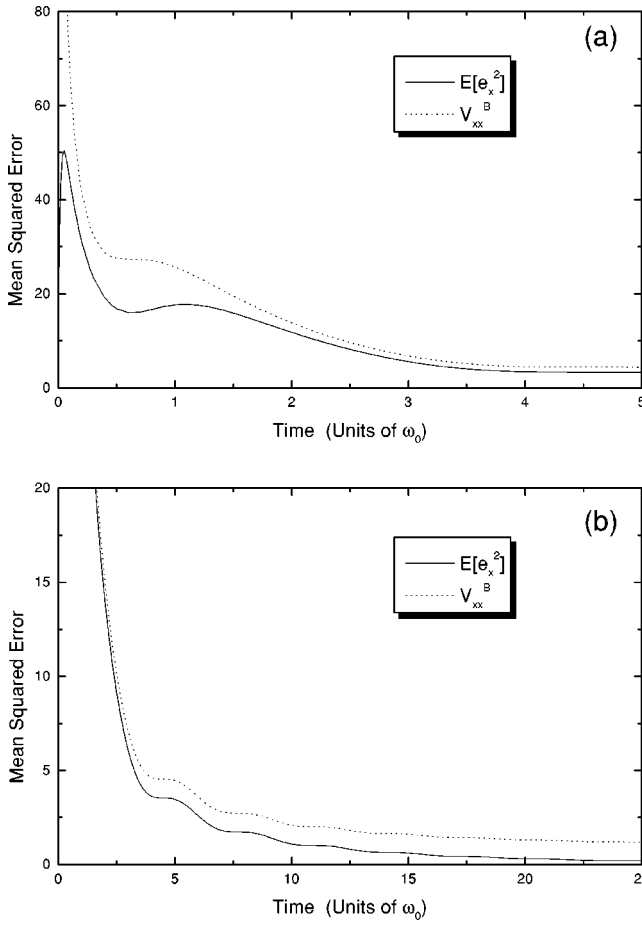 (a)
E[e_x^2]
V_xx^B
Mean Squared Error
80
60
40
20
0
0 1 2 3 4 5
Time (Units of ω_0)
(b)
E[e_x^2]
V_xx^B
Mean Squared Error
20
15
10
5
0
0 5 10 15 20 25
Time (Units of ω_0)